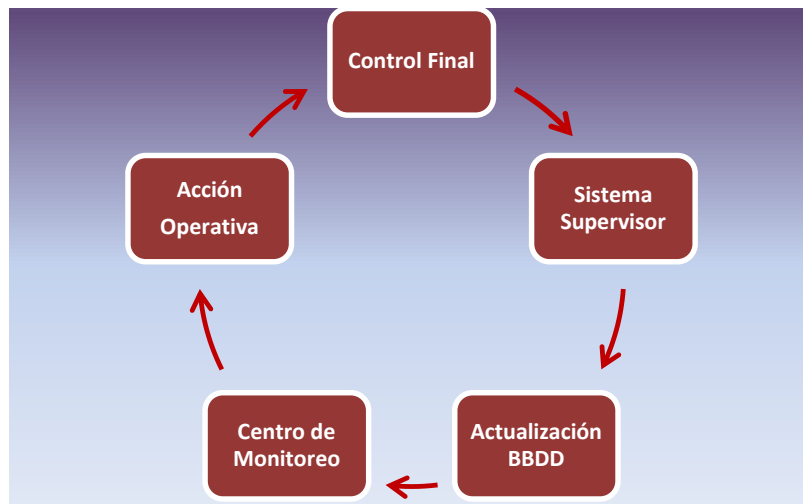 Control Final
Sistema
Supervisor
Actualización
BBDD
Centro de
Monitoreo
Acción
Operativa